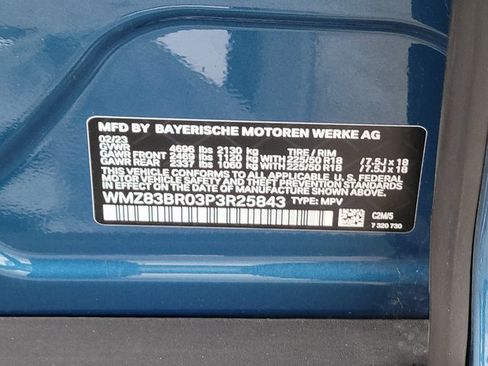 MFD BY BAYERISCHE MOTOREN WERKE AG
02/23
GVWR 4696 lbs 2130 kg TIRE / RIM
GAWR FRONT 2469 lbs 1120 kg WITH 225/50 R18 /7.5J x 18
GAWR REAR 2337 lbs 1060 kg WITH 225/50 R18 /7.5J x 18
THIS VEHICLE CONFORMS TO ALL APPLICABLE U.S. FEDERAL
MOTOR VEHICLE SAFETY AND THEFT PREVENTION STANDARDS
IN EFFECT ON THE DATE OF MANUFACTURE SHOWN ABOVE.
WMZ83BR03P3R25843 TYPE: MPV
C2M/5
7 320 730